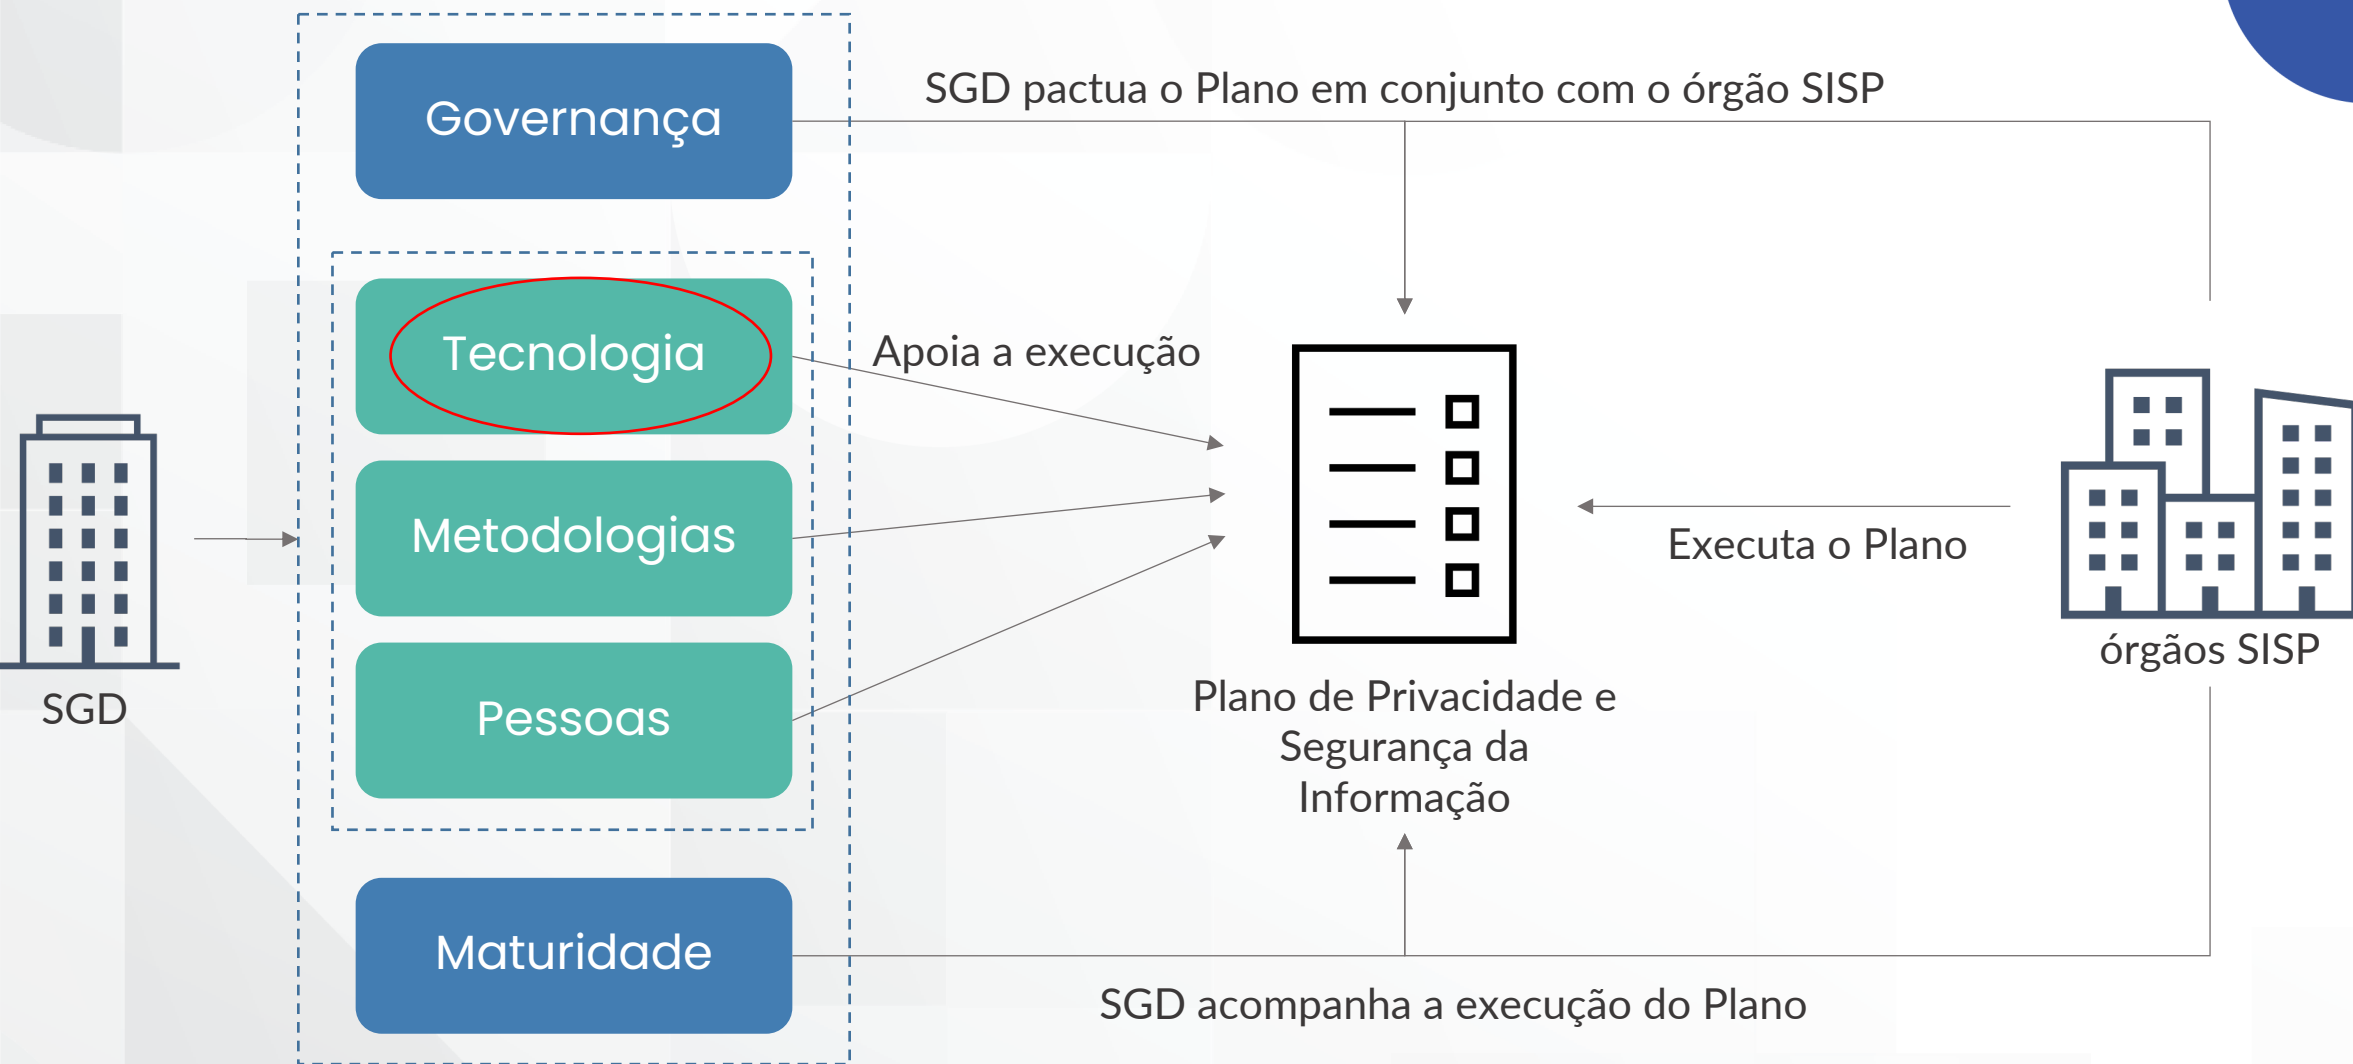 Governança
SGD pactua o Plano em conjunto com o órgão SISP
Tecnologia
Apoia a execução
Metodologias
Pessoas
Maturidade
SGD
Plano de Privacidade e
Segurança da
Informação
Executa o Plano
órgãos SISP
SGD acompanha a execução do Plano